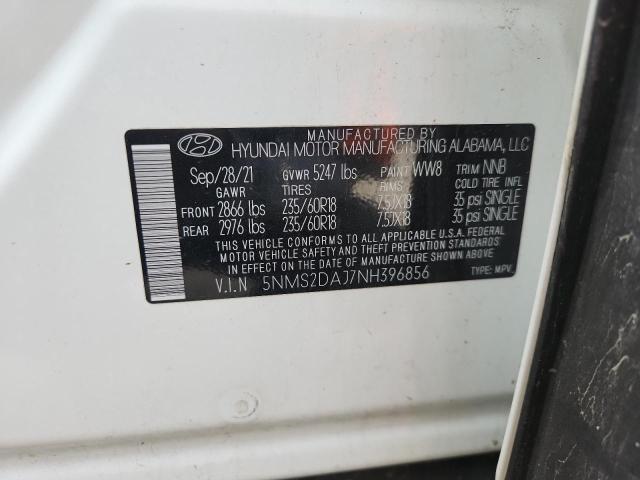 MANUFACTURED BY
HYUNDAI MOTOR MANUFACTURING ALABAMA, LLC
Sep/28/21 GVWR 5247 lbs PAINT WW8 TRIM NNB
GAWR TIRES RIMS COLD TIRE INFL
FRONT 2866 lbs 235/60R18 7.5JX18 35 psi SINGLE
REAR 2976 lbs 235/60R18 7.5JX18 35 psi SINGLE
THIS VEHICLE CONFORMS TO ALL APPLICABLE U.S.A. FEDERAL
MOTOR VEHICLE SAFETY, BUMPER, AND THEFT PREVENTION
STANDARDS IN EFFECT ON THE DATE OF MANUFACTURE SHOWN ABOVE.
V.I.N 5NMS2DAJ7NH396856 TYPE: MPV